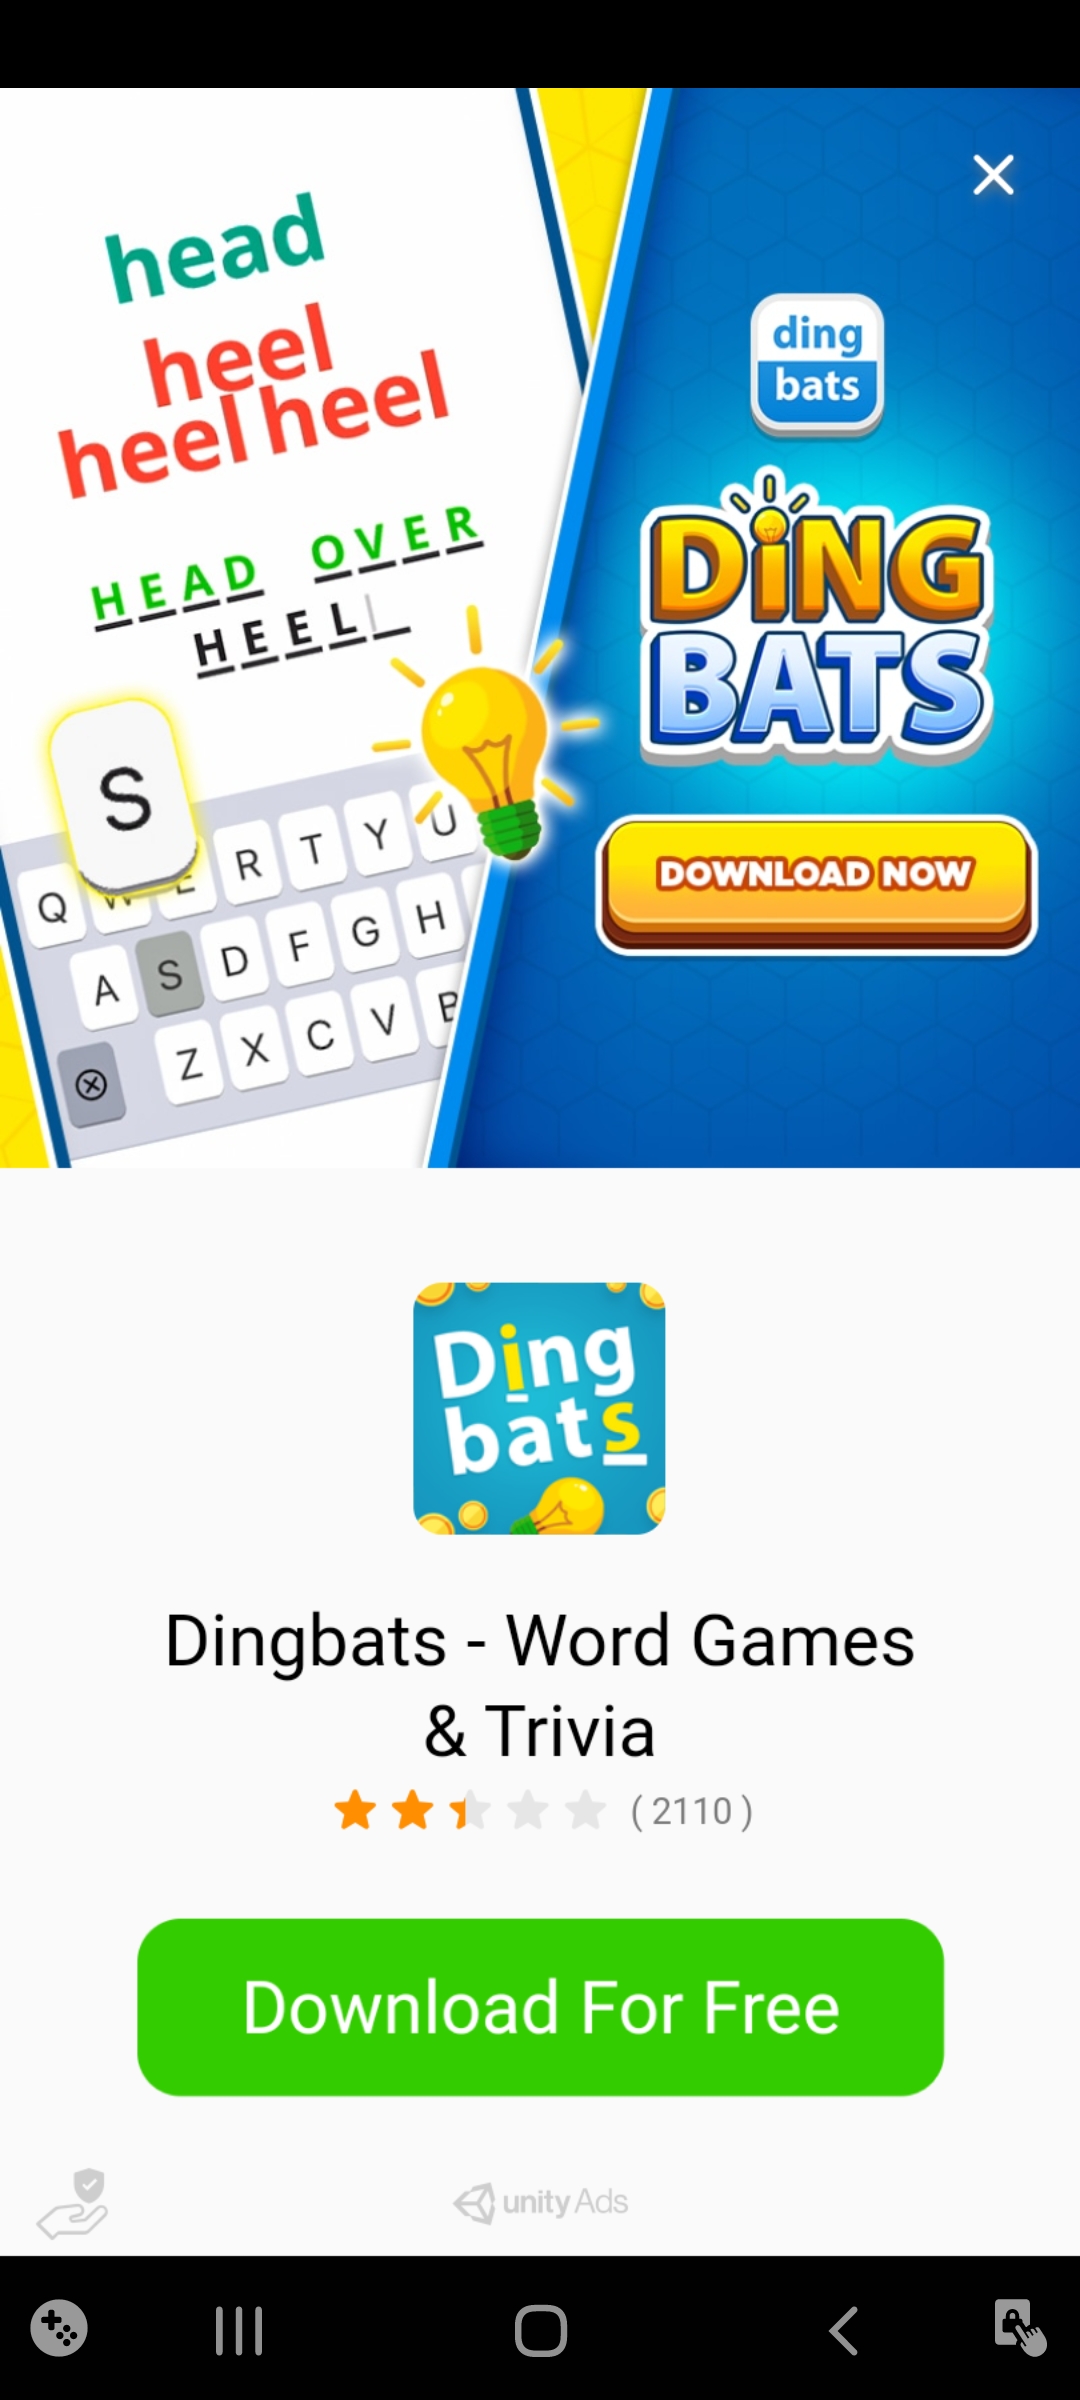 head
heel
heel heel
HEAD OVER
HEEL
S
Q W E R T Y U
A S D F G H
Z X C V B
ding
bats
DiNG
BATS
DOWNLOAD NOW
Ding
bats
Dingbats - Word Games
& Trivia
( 2110 )
Download For Free
unity Ads